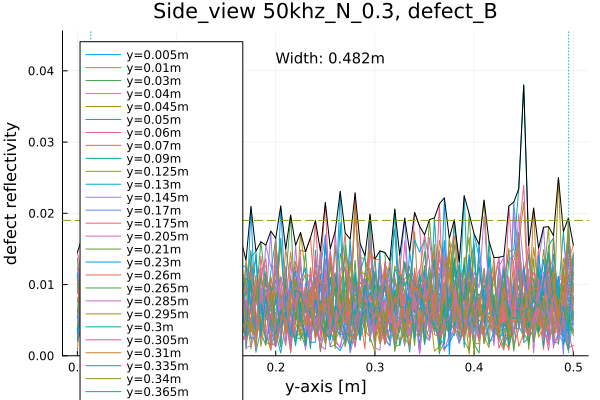 Side_view 50khz_N_0.3, defect_B
Width: 0.482m
defect reflectivity
0.04
0.03
0.02
0.01
0.00
y=0.005m
y=0.01m
y=0.03m
y=0.04m
y=0.045m
y=0.05m
y=0.06m
y=0.07m
y=0.09m
y=0.125m
y=0.13m
y=0.145m
y=0.17m
y=0.175m
y=0.205m
y=0.21m
y=0.23m
y=0.26m
y=0.265m
y=0.285m
y=0.295m
y=0.3m
y=0.305m
y=0.31m
y=0.335m
y=0.34m
y=0.365m
0. 0.2 0.3 0.4 0.5
y-axis [m]